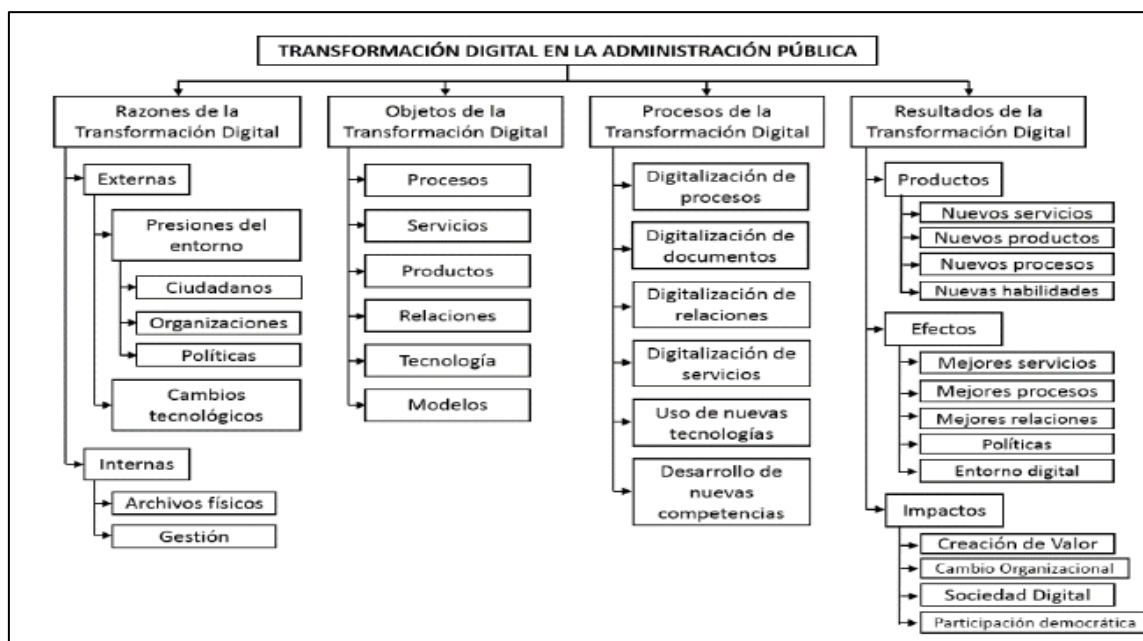 TRANSFORMACIÓN DIGITAL EN LA ADMINISTRACIÓN PÚBLICA
Razones de la
Transformación Digital
Externas
Presiones del
entorno
Ciudadanos
Organizaciones
Políticas
Cambios
tecnológicos
Internas
Archivos físicos
Gestión
Objetos de la
Transformación Digital
Procesos
Servicios
Productos
Relaciones
Tecnología
Modelos
Procesos de la
Transformación Digital
Digitalización de
procesos
Digitalización de
documentos
Digitalización de
relaciones
Digitalización de
servicios
Uso de nuevas
tecnologías
Desarrollo de
nuevas
competencias
Resultados de la
Transformación Digital
Productos
Nuevos servicios
Nuevos productos
Nuevos procesos
Nuevas habilidades
Efectos
Mejores servicios
Mejores procesos
Mejores relaciones
Políticas
Entorno digital
Impactos
Creación de Valor
Cambio Organizacional
Sociedad Digital
Participación democrática